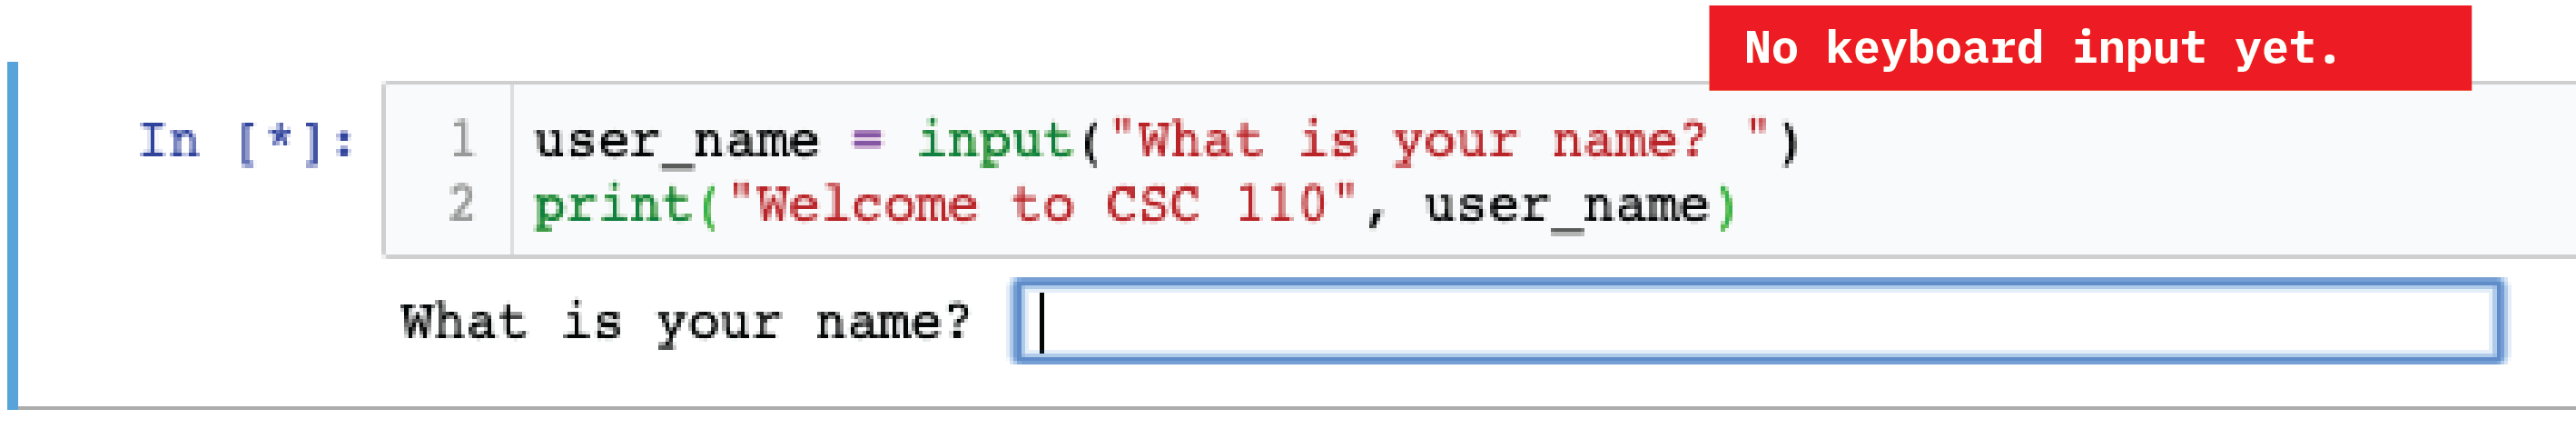 No keyboard input yet.
In [*]:
1 user_name = input("What is your name? ")
2 print("Welcome to CSC 110", user_name)
What is your name?